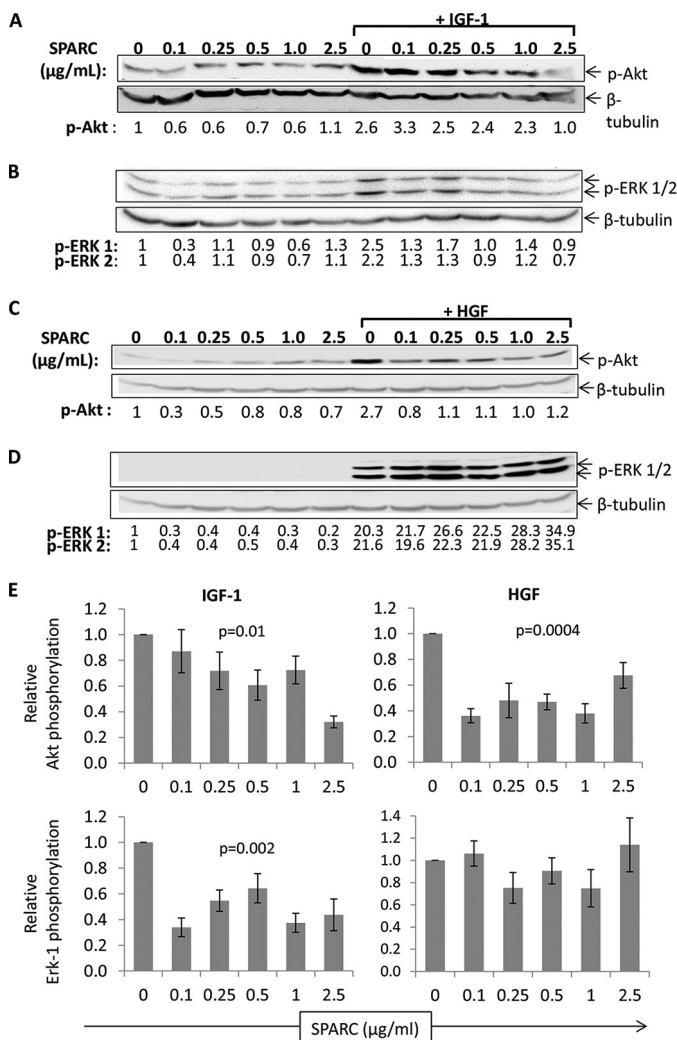 A
+ IGF-1
SPARC 0 0.1 0.25 0.5 1.0 2.5 0 0.1 0.25 0.5 1.0 2.5
(µg/mL):
p-Akt
β-
tubulin
p-Akt : 1 0.6 0.6 0.7 0.6 1.1 2.6 3.3 2.5 2.4 2.3 1.0
B
p-ERK 1/2
β-tubulin
p-ERK 1: 1 0.3 1.1 0.9 0.6 1.3 2.5 1.3 1.7 1.0 1.4 0.9
p-ERK 2: 1 0.4 1.1 0.9 0.7 1.1 2.2 1.3 1.3 0.9 1.2 0.7
C
+ HGF
SPARC 0 0.1 0.25 0.5 1.0 2.5 0 0.1 0.25 0.5 1.0 2.5
(µg/mL):
p-Akt
β-tubulin
p-Akt : 1 0.3 0.5 0.8 0.8 0.7 2.7 0.8 1.1 1.1 1.0 1.2
D
p-ERK 1/2
β-tubulin
p-ERK 1: 1 0.3 0.4 0.4 0.3 0.2 20.3 21.7 26.6 22.5 28.3 34.9
p-ERK 2: 1 0.4 0.4 0.5 0.4 0.3 21.6 19.6 22.3 21.9 28.2 35.1
E
IGF-1
Relative
Akt phosphorylation
1.2
1.0
0.8
0.6
0.4
0.2
0.0
p=0.01
0 0.1 0.25 0.5 1 2.5
HGF
1.2
1.0
0.8
0.6
0.4
0.2
0.0
p=0.0004
0 0.1 0.25 0.5 1 2.5
Relative
Erk-1 phosphorylation
1.2
1.0
0.8
0.6
0.4
0.2
0.0
p=0.002
0 0.1 0.25 0.5 1 2.5
1.4
1.2
1.0
0.8
0.6
0.4
0.2
0.0
0 0.1 0.25 0.5 1 2.5
SPARC (µg/ml)